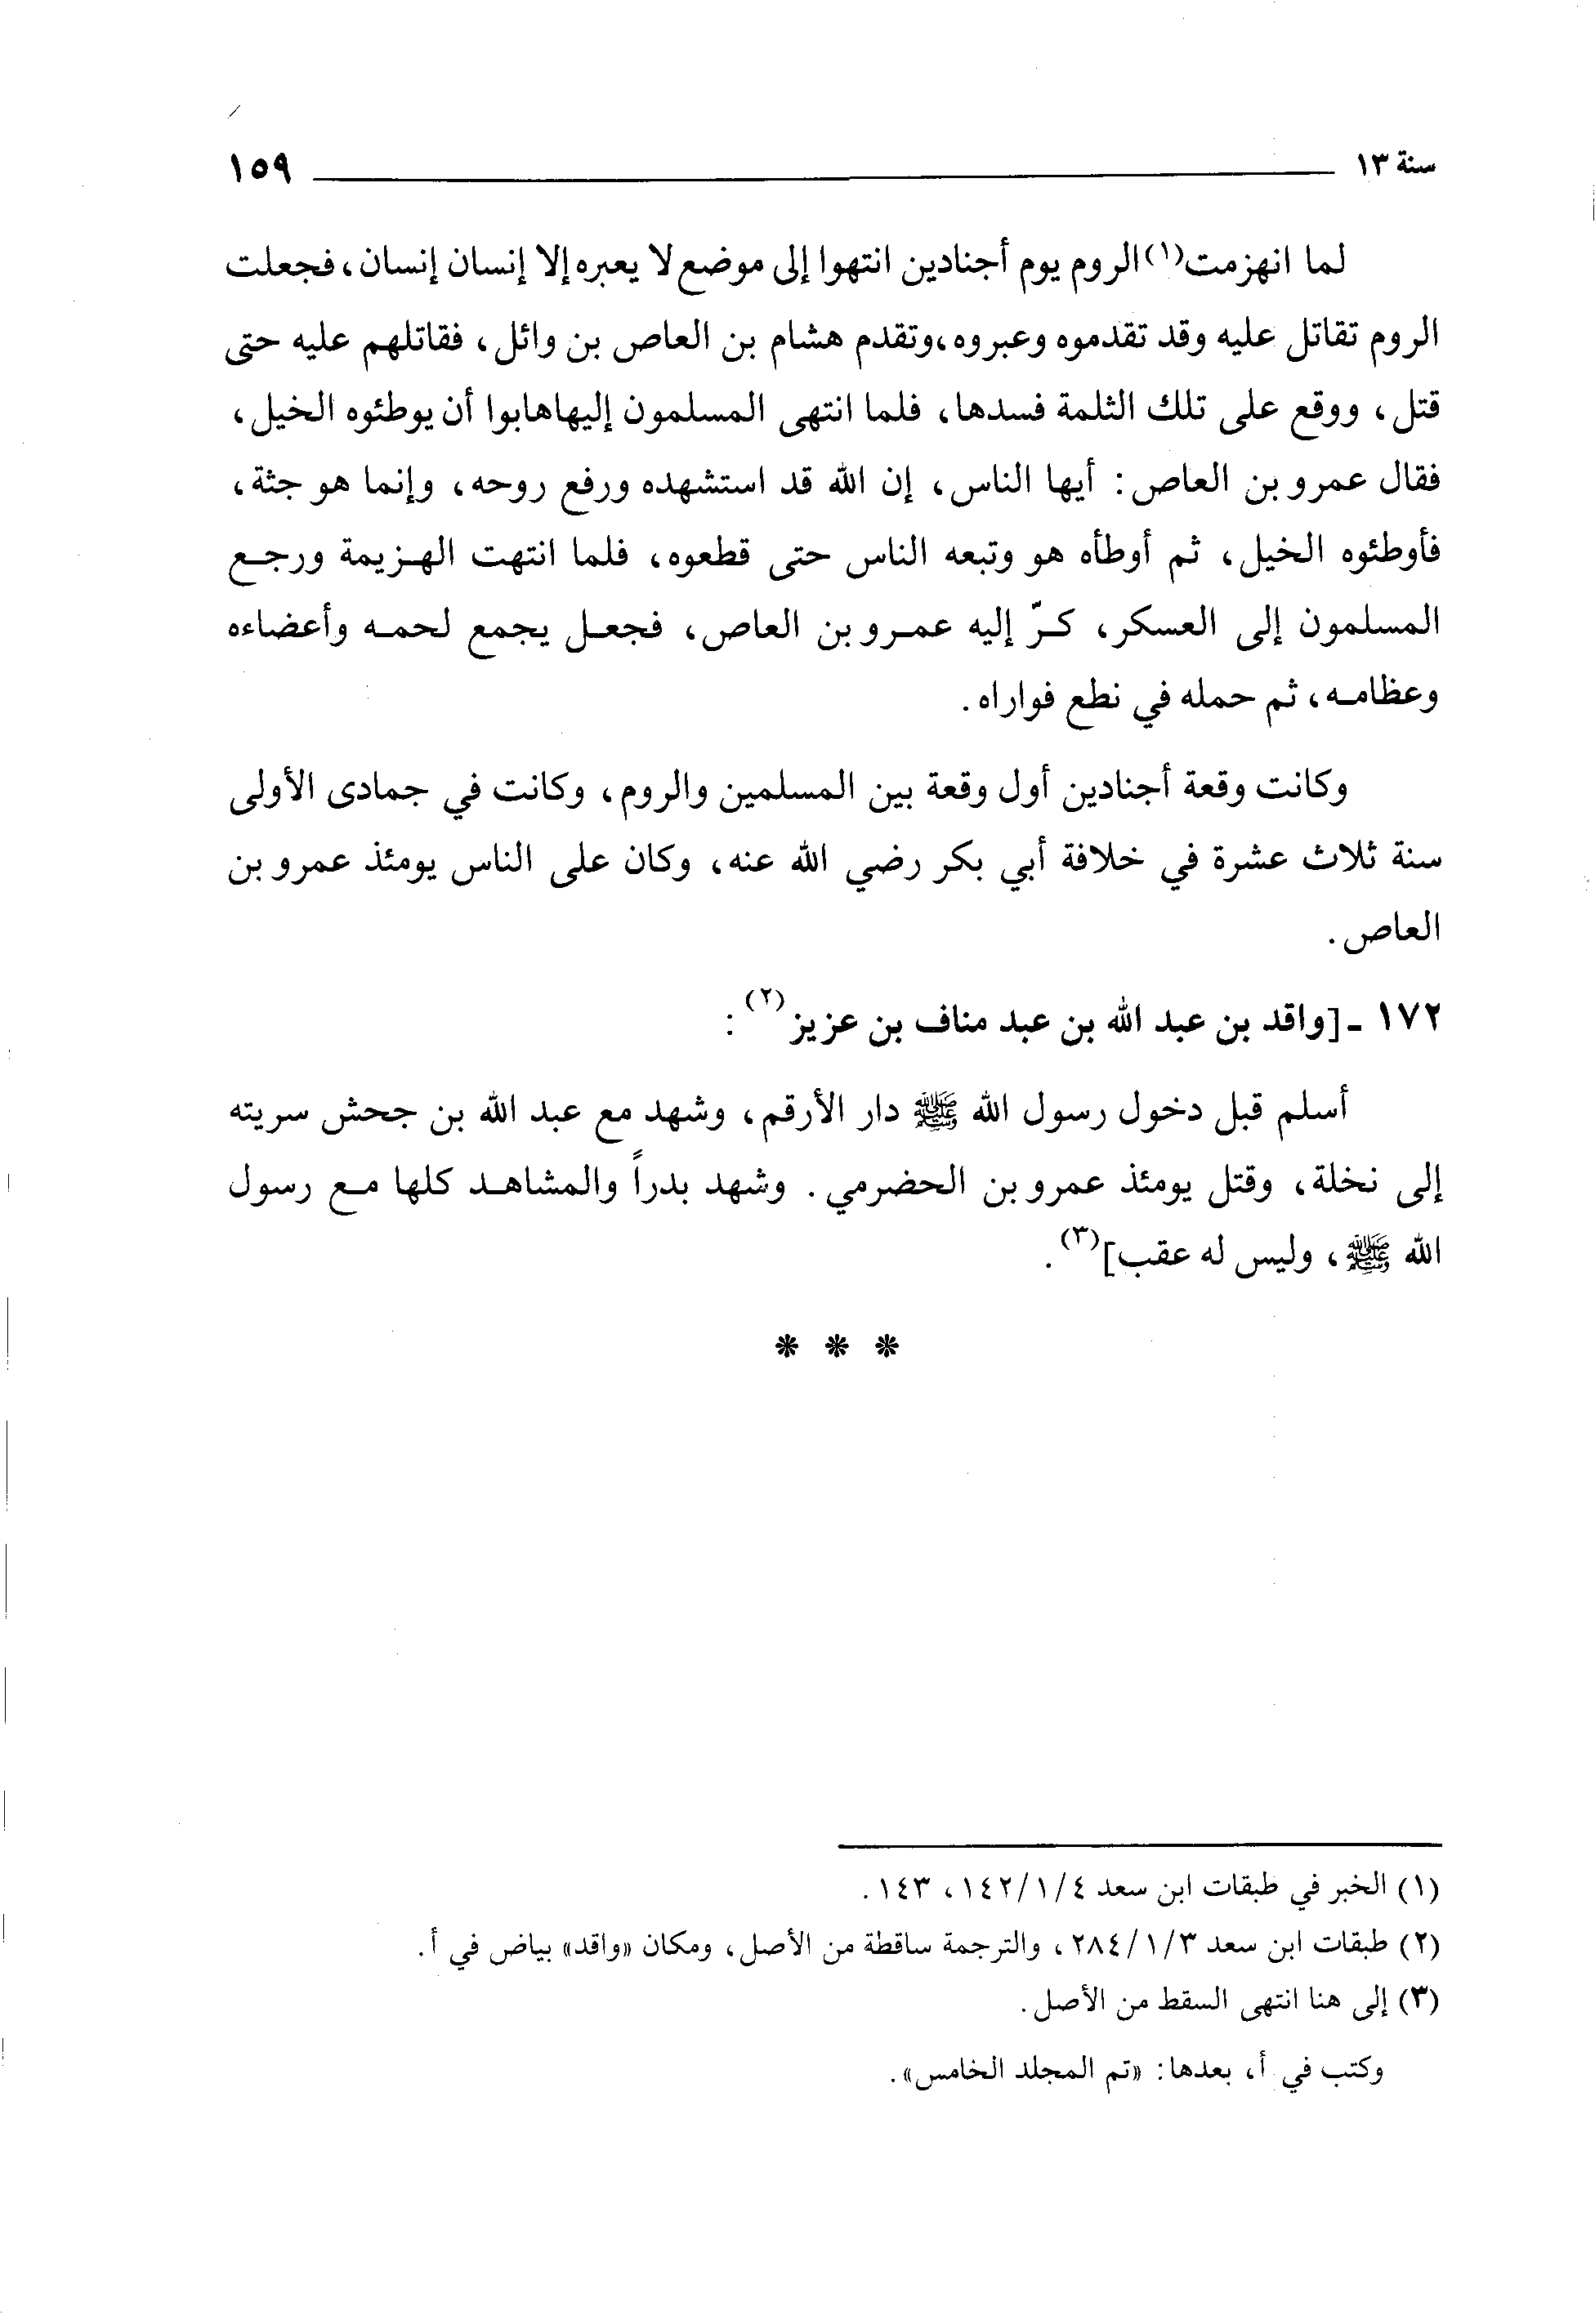 سنة ١٣ ١٥٩
لما انهزمت(١) الروم يوم أجنادين انتهوا إلى موضع لا يعبره إلا إنسان إنسان، فجعلت
الروم تقاتل عليه وقد تقدموه وعبروه، وتقدم هشام بن العاص بن وائل، فقاتلهم عليه حتى
قتل، ووقع على تلك الثلمة فسدها، فلما انتهى المسلمون إليها هابوا أن يوطئوه الخيل،
فقال عمرو بن العاص: أيها الناس، إن الله قد استشهده ورفع روحه، وإنما هو جثة،
فأوطئوه الخيل، ثم أوطأه هو وتبعه الناس حتى قطعوه، فلما انتهت الهزيمة ورجع
المسلمون إلى العسكر، كرّ إليه عمرو بن العاص، فجعل يجمع لحمه وأعضاءه
وعظامه، ثم حمله في نطع فواراه.
وكانت وقعة أجنادين أول وقعة بين المسلمين والروم، وكانت في جمادى الأولى
سنة ثلاث عشرة في خلافة أبي بكر رضي الله عنه، وكان على الناس يومئذ عمرو بن
العاص.
١٧٢ - [واقد بن عبد الله بن عبد مناف بن عزيز(٢):
أسلم قبل دخول رسول الله ﷺ دار الأرقم، وشهد مع عبد الله بن جحش سريته
إلى نخلة، وقتل يومئذ عمرو بن الحضرمي. وشهد بدراً والمشاهد كلها مع رسول
الله ﷺ، وليس له عقب](٣).
* * *
(١) الخبر في طبقات ابن سعد ٤/١/١٤٢، ١٤٣.
(٢) طبقات ابن سعد ٣/١/٢٨٤، والترجمة ساقطة من الأصل، ومكان «واقد» بياض في أ.
(٣) إلى هنا انتهى السقط من الأصل.
وكتب في أ، بعدها: «تم المجلد الخامس».